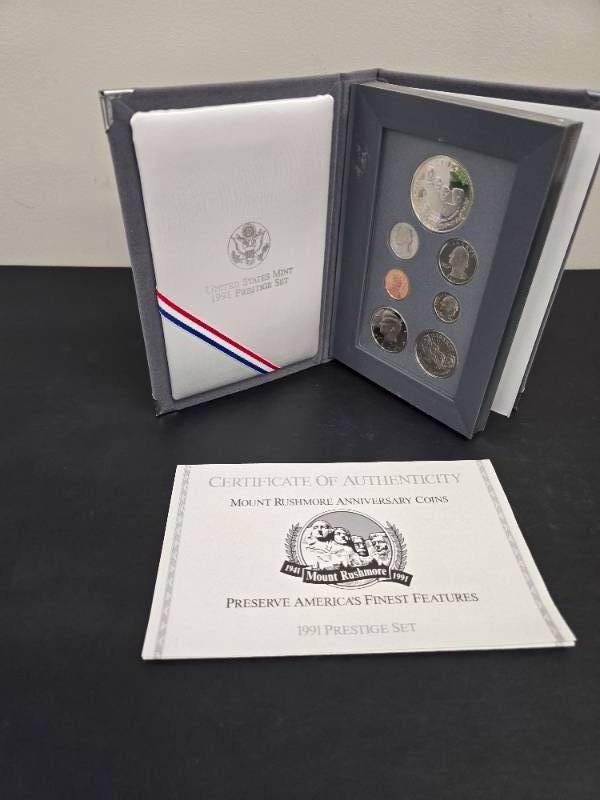 UNITED STATES MINT
1991 PRESTIGE SET
CERTIFICATE OF AUTHENTICITY
MOUNT RUSHMORE ANNIVERSARY COINS
1941 Mount Rushmore 1991
PRESERVE AMERICA'S FINEST FEATURES
1991 PRESTIGE SET